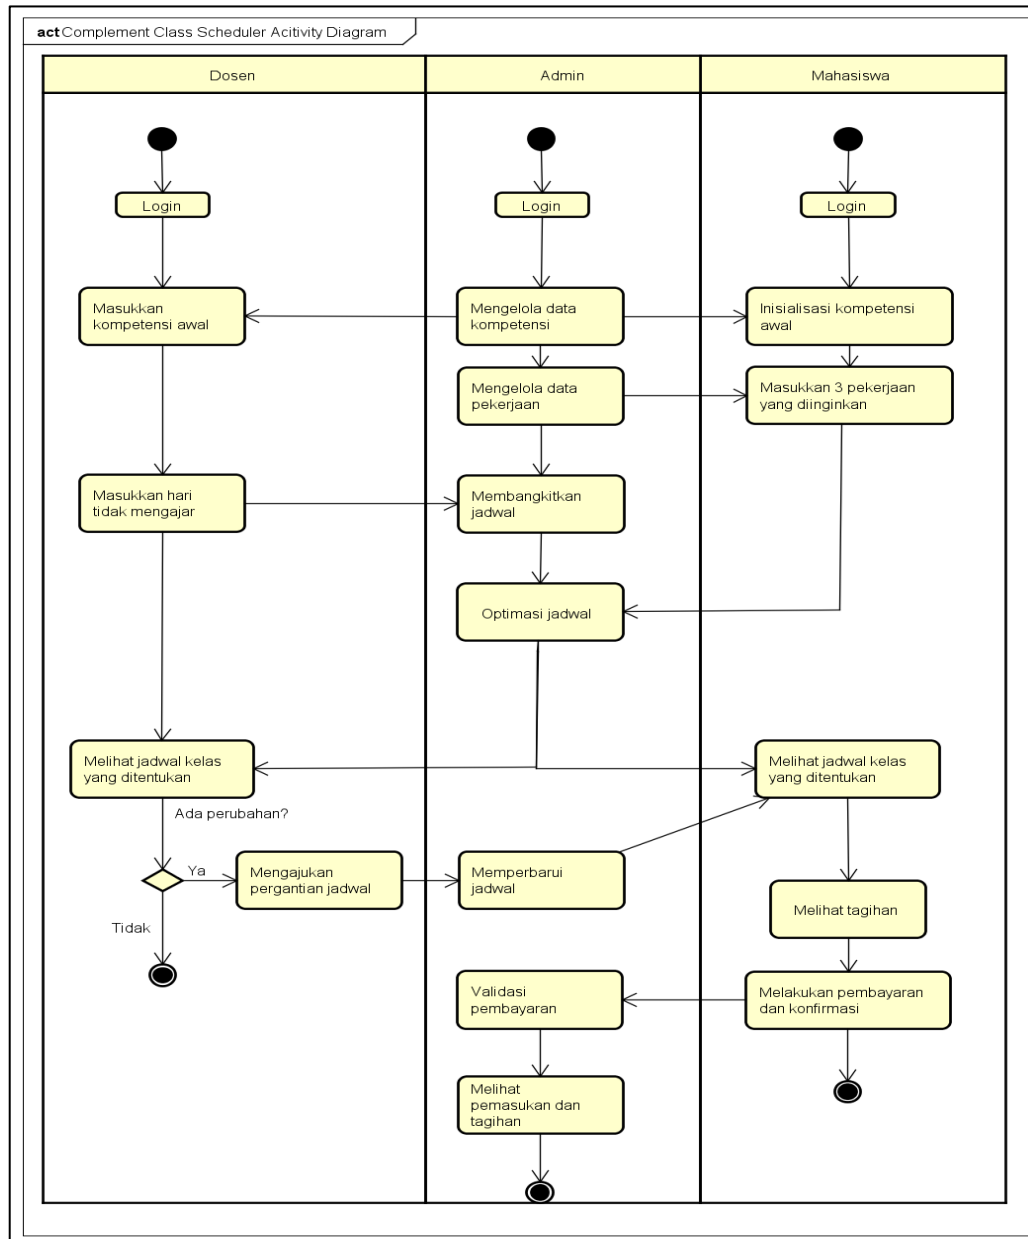 act Complement Class Scheduler Acitivity Diagram
Dosen
Admin
Mahasiswa
Login
Login
Login
Masukkan
kompetensi awal
Mengelola data
kompetensi
Inisialisasi kompetensi
awal
Mengelola data
pekerjaan
Masukkan 3 pekerjaan
yang diinginkan
Masukkan hari
tidak mengajar
Membangkitkan
jadwal
Optimasi jadwal
Melihat jadwal kelas
yang ditentukan
Melihat jadwal kelas
yang ditentukan
Ada perubahan?
Ya
Mengajukan
pergantian jadwal
Memperbarui
jadwal
Melihat tagihan
Tidak
Validasi
pembayaran
Melakukan pembayaran
dan konfirmasi
Melihat
pemasukan dan
tagihan